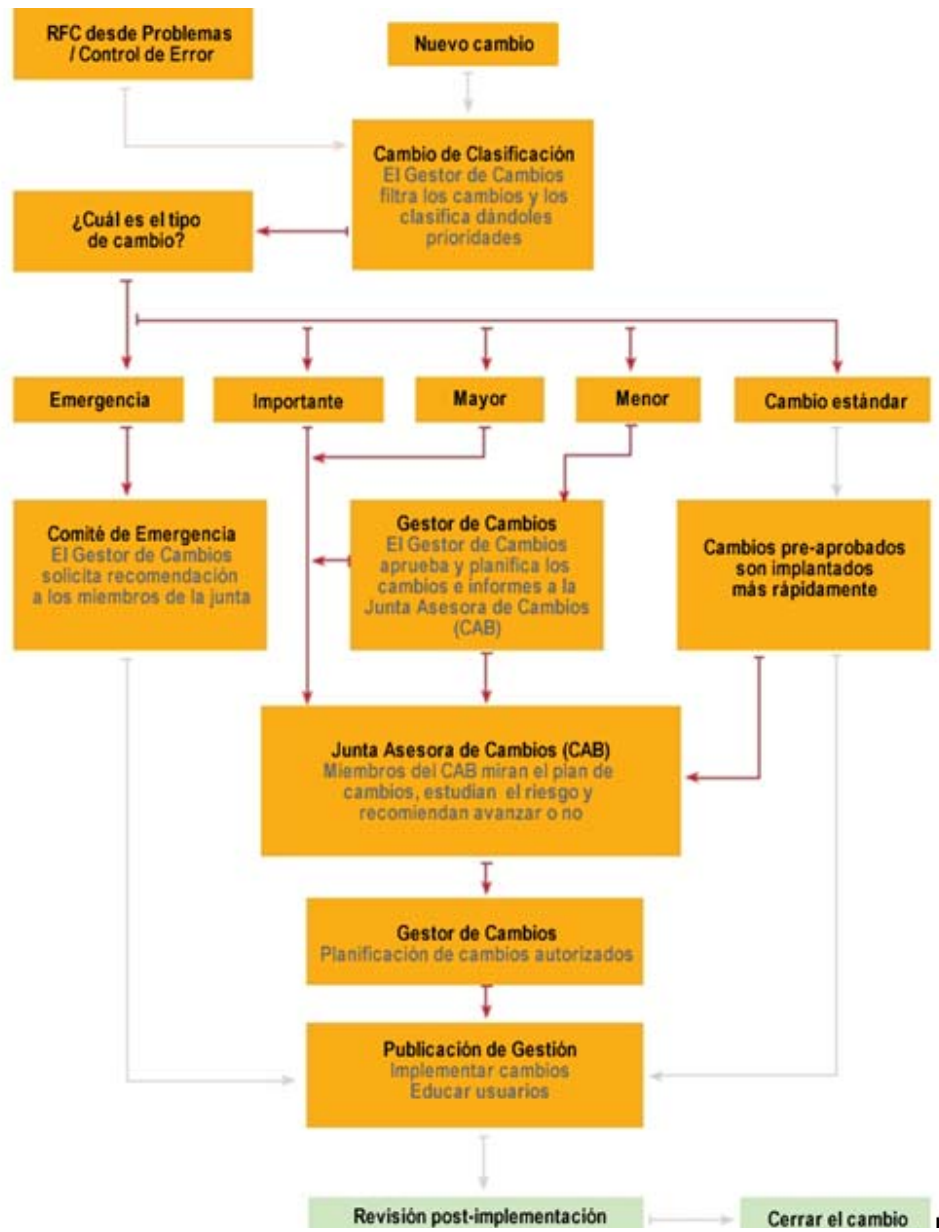 RFC desde Problemas
/ Control de Error
Nuevo cambio
Cambio de Clasificación
El Gestor de Cambios
filtra los cambios y los
clasifica dándoles
prioridades
¿Cuál es el tipo
de cambio?
Emergencia
Importante
Mayor
Menor
Cambio estándar
Comité de Emergencia
El Gestor de Cambios
solicita recomendación
a los miembros de la junta
Gestor de Cambios
El Gestor de Cambios
aprueba y planifica los
cambios e informes a la
Junta Asesora de Cambios
(CAB)
Cambios pre-aprobados
son implantados
más rápidamente
Junta Asesora de Cambios (CAB)
Miembros del CAB miran el plan de
cambios, estudian el riesgo y
recomiendan avanzar o no
Gestor de Cambios
Planificación de cambios autorizados
Publicación de Gestión
Implementar cambios
Educar usuarios
Revisión post-implementación
Cerrar el cambio